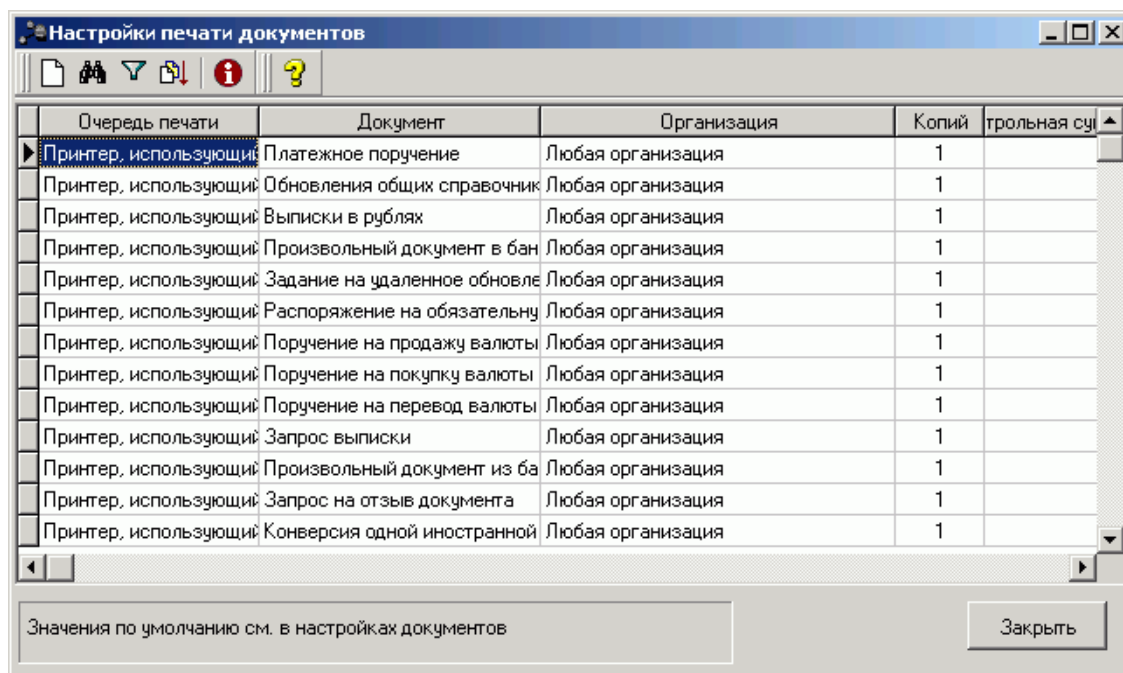 Настройки печати документов
Очередь печати Документ Организация Копий трольная су
Принтер, использующий Платежное поручение Любая организация 1
Принтер, использующий Обновления общих справочник Любая организация 1
Принтер, использующий Выписки в рублях Любая организация 1
Принтер, использующий Произвольный документ в бан Любая организация 1
Принтер, использующий Задание на удаленное обновле Любая организация 1
Принтер, использующий Распоряжение на обязательну Любая организация 1
Принтер, использующий Поручение на продажу валюты Любая организация 1
Принтер, использующий Поручение на покупку валюты Любая организация 1
Принтер, использующий Поручение на перевод валюты Любая организация 1
Принтер, использующий Запрос выписки Любая организация 1
Принтер, использующий Произвольный документ из ба Любая организация 1
Принтер, использующий Запрос на отзыв документа Любая организация 1
Принтер, использующий Конверсия одной иностранной Любая организация 1
Значения по умолчанию см. в настройках документов
Закрыть